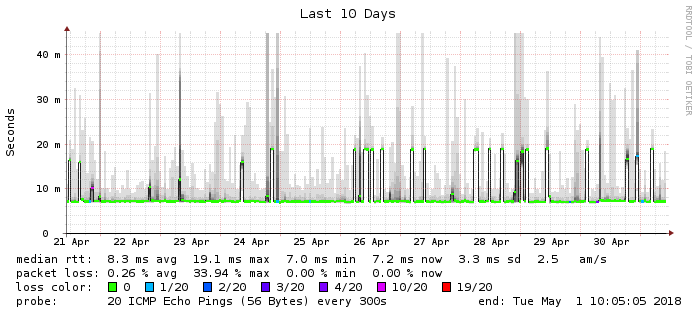 Last 10 Days
RRDTOOL / TOBI OETIKER
Seconds
40 m
30 m
20 m
10 m
0
21 Apr 22 Apr 23 Apr 24 Apr 25 Apr 26 Apr 27 Apr 28 Apr 29 Apr 30 Apr
median rtt: 8.3 ms avg 19.1 ms max 7.0 ms min 7.2 ms now 3.3 ms sd 2.5 am/s
packet loss: 0.26 % avg 33.94 % max 0.00 % min 0.00 % now
loss color: 0 1/20 2/20 3/20 4/20 10/20 19/20
probe: 20 ICMP Echo Pings (56 Bytes) every 300s end: Tue May 1 10:05:05 2018